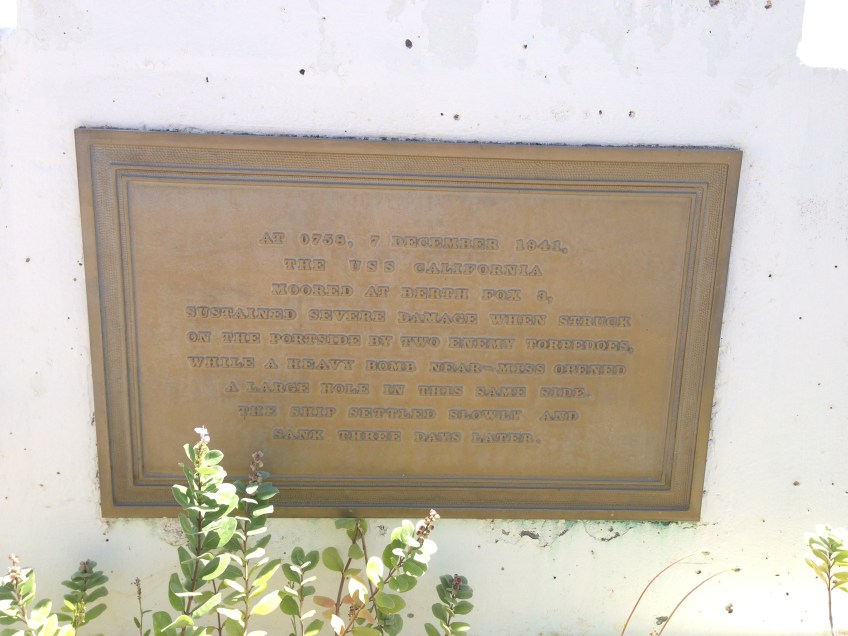 AT 0758, 7 DECEMBER 1941,
THE USS CALIFORNIA
MOORED AT BERTH FOX 3,
SUSTAINED SEVERE DAMAGE WHEN STRUCK
ON THE PORTSIDE BY TWO ENEMY TORPEDOES,
WHILE A HEAVY BOMB NEAR-MISS OPENED
A LARGE HOLE IN THIS SAME SIDE.
THE SHIP SETTLED SLOWLY AND
SANK THREE DAYS LATER.